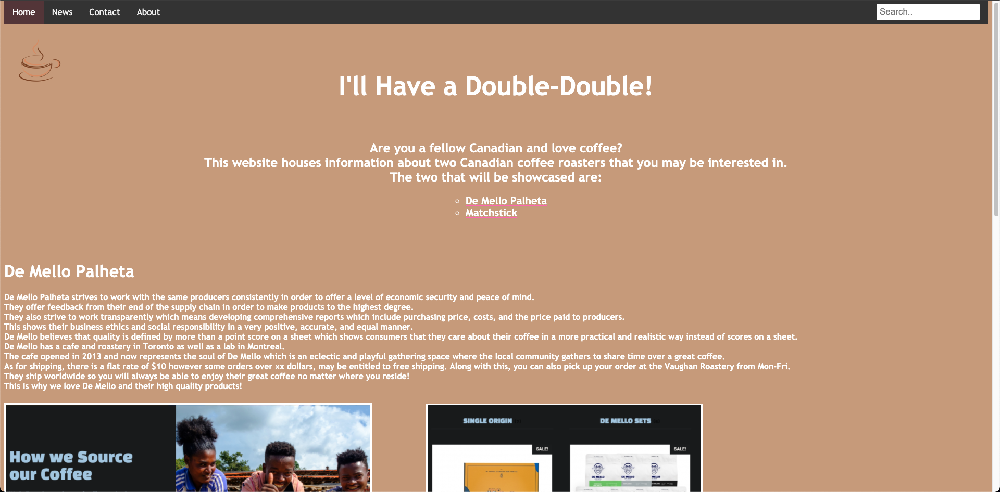 Home News Contact About Search..
I'll Have a Double-Double!
Are you a fellow Canadian and love coffee?
This website houses information about two Canadian coffee roasters that you may be interested in.
The two that will be showcased are:
De Mello Palheta
Matchstick
De Mello Palheta
De Mello Palheta strives to work with the same producers consistently in order to offer a level of economic security and peace of mind.
They offer feedback from their end of the supply chain in order to make products to the highest degree.
They also strive to work transparently which means developing comprehensive reports which include purchasing price, costs, and the price paid to producers.
This shows their business ethics and social responsibility in a very positive, accurate, and equal manner.
De Mello believes that quality is defined by more than a point score on a sheet which shows consumers that they care about their coffee in a more practical and realistic way instead of scores on a sheet.
De Mello has a cafe and roastery in Toronto as well as a lab in Montreal.
The cafe opened in 2013 and now represents the soul of De Mello which is an eclectic and playful gathering space where the local community gathers to share time over a great coffee.
As for shipping, there is a flat rate of $10 however some orders over xx dollars, may be entitled to free shipping. Along with this, you can also pick up your order at the Vaughan Roastery from Mon-Fri.
They ship worldwide so you will always be able to enjoy their great coffee no matter where you reside!
This is why we love De Mello and their high quality products!
How we Source
our Coffee
SINGLE ORIGIN
DE MELLO SETS
SALE!
SALE!
DE MELLO DE MELLO DE MELLO